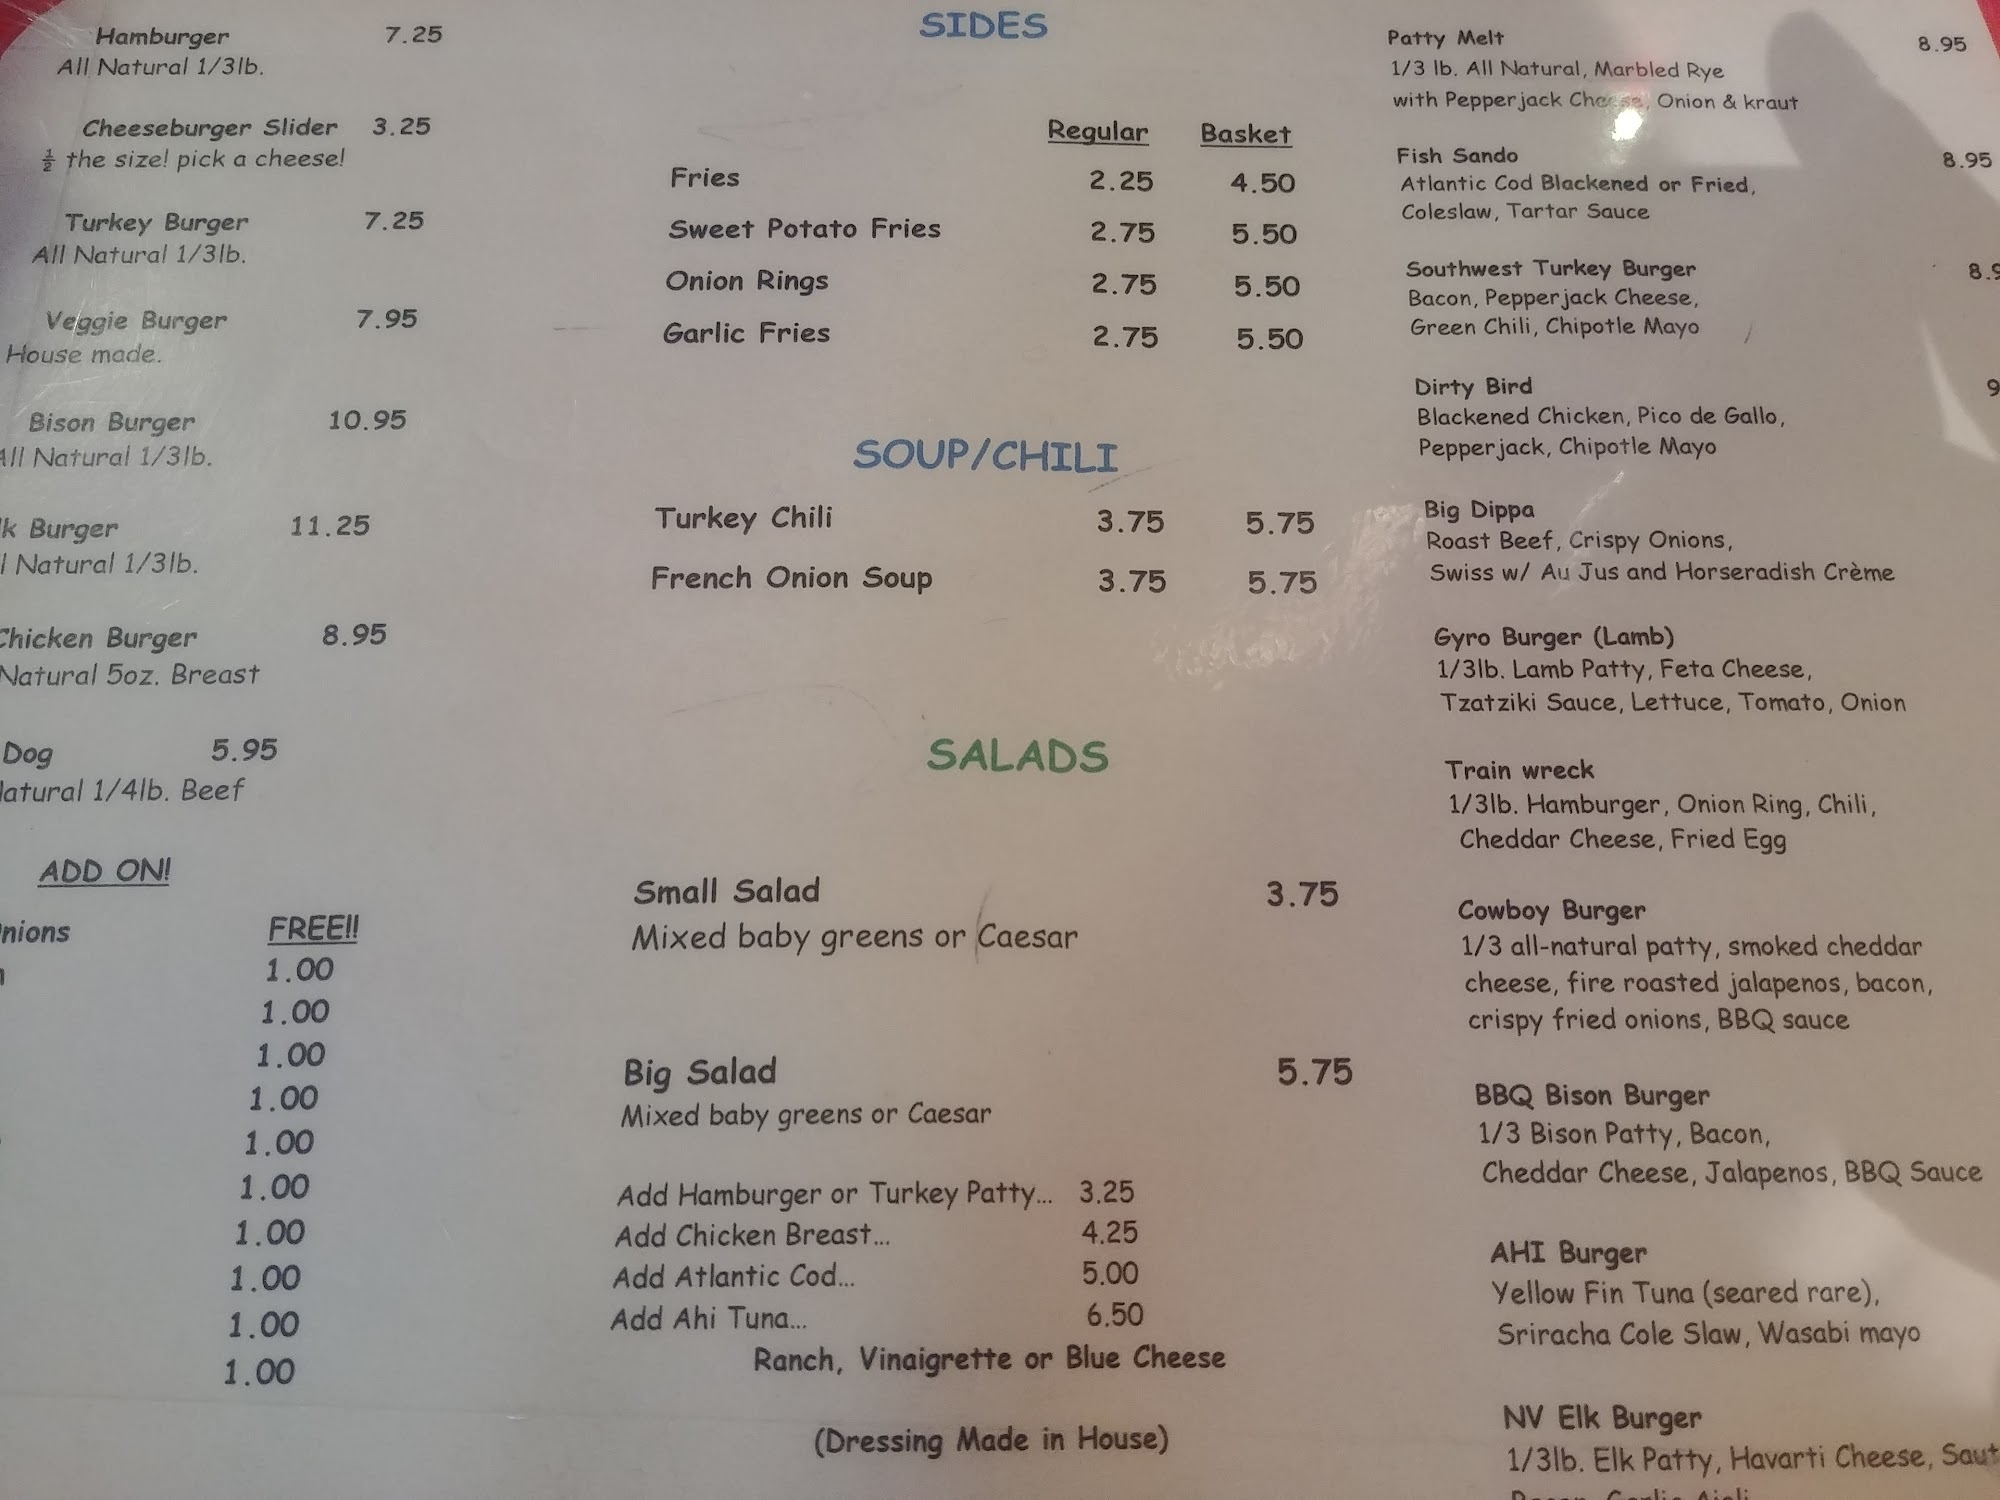 Hamburger 7.25
All Natural 1/3lb.
Cheeseburger Slider 3.25
½ the size! pick a cheese!
Turkey Burger 7.25
All Natural 1/3lb.
Veggie Burger 7.95
House made.
Bison Burger 10.95
All Natural 1/3lb.
Burger 11.25
Natural 1/3lb.
Chicken Burger 8.95
Natural 5oz. Breast
Dog 5.95
Natural 1/4lb. Beef
ADD ON!
FREE!!
1.00
1.00
1.00
1.00
1.00
1.00
1.00
1.00
1.00
1.00
SIDES
Regular Basket
Fries 2.25 4.50
Sweet Potato Fries 2.75 5.50
Onion Rings 2.75 5.50
Garlic Fries 2.75 5.50
SOUP/CHILI
Turkey Chili 3.75 5.75
French Onion Soup 3.75 5.75
SALADS
Small Salad 3.75
Mixed baby greens or Caesar
Big Salad 5.75
Mixed baby greens or Caesar
Add Hamburger or Turkey Patty... 3.25
Add Chicken Breast... 4.25
Add Atlantic Cod... 5.00
Add Ahi Tuna... 6.50
Ranch, Vinaigrette or Blue Cheese
(Dressing Made in House)
Patty Melt 8.95
1/3 lb. All Natural, Marbled Rye
with Pepperjack Cheese, Onion & kraut
Fish Sando 8.95
Atlantic Cod Blackened or Fried,
Coleslaw, Tartar Sauce
Southwest Turkey Burger
Bacon, Pepperjack Cheese,
Green Chili, Chipotle Mayo
Dirty Bird
Blackened Chicken, Pico de Gallo,
Pepperjack, Chipotle Mayo
Big Dippa
Roast Beef, Crispy Onions,
Swiss w/ Au Jus and Horseradish Crème
Gyro Burger (Lamb)
1/3lb. Lamb Patty, Feta Cheese,
Tzatziki Sauce, Lettuce, Tomato, Onion
Train wreck
1/3lb. Hamburger, Onion Ring, Chili,
Cheddar Cheese, Fried Egg
Cowboy Burger
1/3 all-natural patty, smoked cheddar
cheese, fire roasted jalapenos, bacon,
crispy fried onions, BBQ sauce
BBQ Bison Burger
1/3 Bison Patty, Bacon,
Cheddar Cheese, Jalapenos, BBQ Sauce
AHI Burger
Yellow Fin Tuna (seared rare),
Sriracha Cole Slaw, Wasabi mayo
NV Elk Burger
1/3lb. Elk Patty, Havarti Cheese,